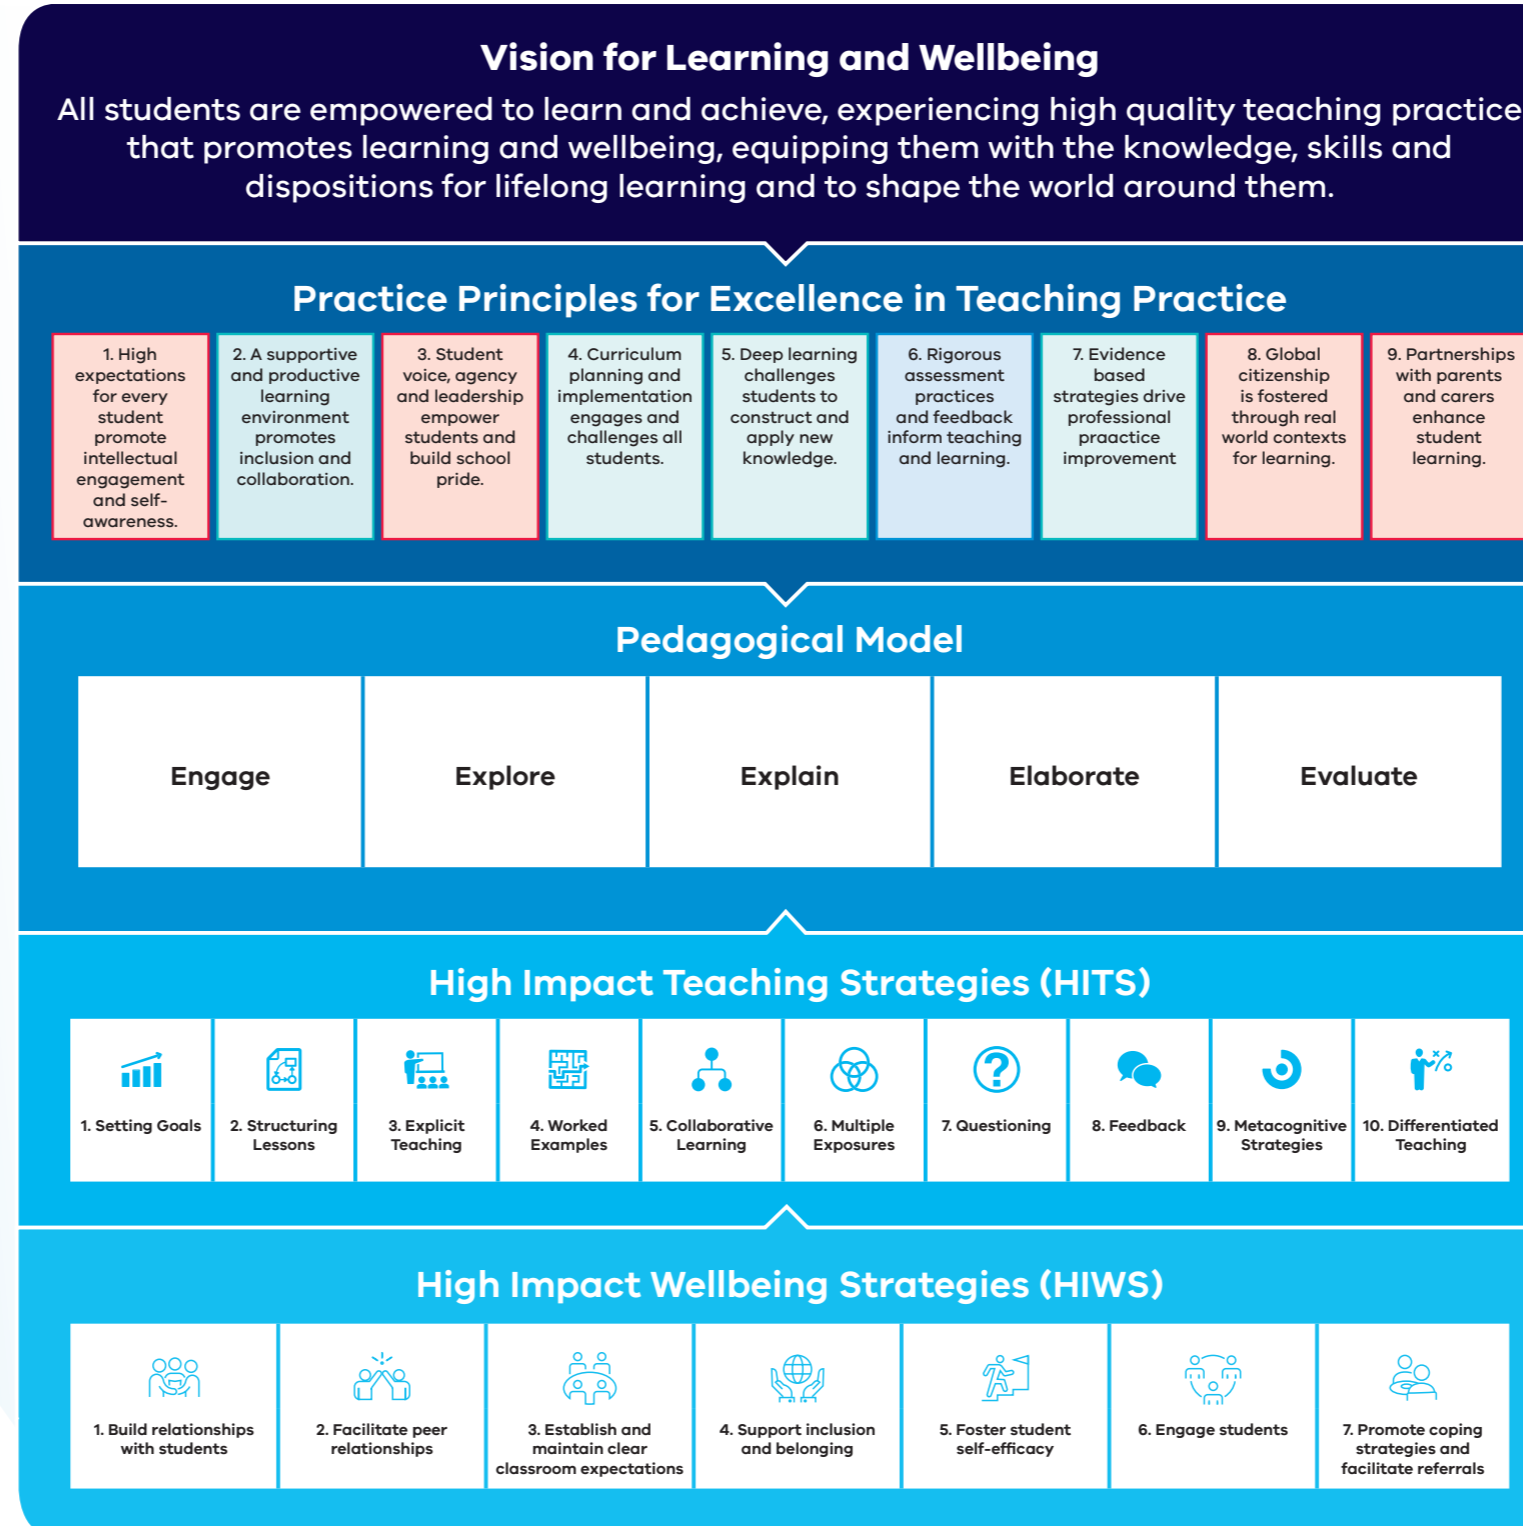 Vision for Learning and Wellbeing
All students are empowered to learn and achieve, experiencing high quality teaching practice
that promotes learning and wellbeing, equipping them with the knowledge, skills and
dispositions for lifelong learning and to shape the world around them.
Practice Principles for Excellence in Teaching Practice
1. High
expectations
for every
student
promote
intellectual
engagement
and self-
awareness.
2. A supportive
and productive
learning
environment
promotes
inclusion and
collaboration.
3. Student
voice, agency
and leadership
empower
students and
build school
pride.
4. Curriculum
planning and
implementation
engages and
challenges all
students.
5. Deep learning
challenges
students to
construct and
apply new
knowledge.
6. Rigorous
assessment
practices
and feedback
inform teaching
and learning.
7. Evidence
based
strategies drive
professional
praactice
improvement
8. Global
citizenship
is fostered
through real
world contexts
for learning.
9. Partnerships
with parents
and carers
enhance
student
learning.
Pedagogical Model
Engage
Explore
Explain
Elaborate
Evaluate
High Impact Teaching Strategies (HITS)
1. Setting Goals
2. Structuring
Lessons
3. Explicit
Teaching
4. Worked
Examples
5. Collaborative
Learning
6. Multiple
Exposures
7. Questioning
8. Feedback
9. Metacognitive
Strategies
10. Differentiated
Teaching
High Impact Wellbeing Strategies (HIWS)
1. Build relationships
with students
2. Facilitate peer
relationships
3. Establish and
maintain clear
classroom expectations
4. Support inclusion
and belonging
5. Foster student
self-efficacy
6. Engage students
7. Promote coping
strategies and
facilitate referrals